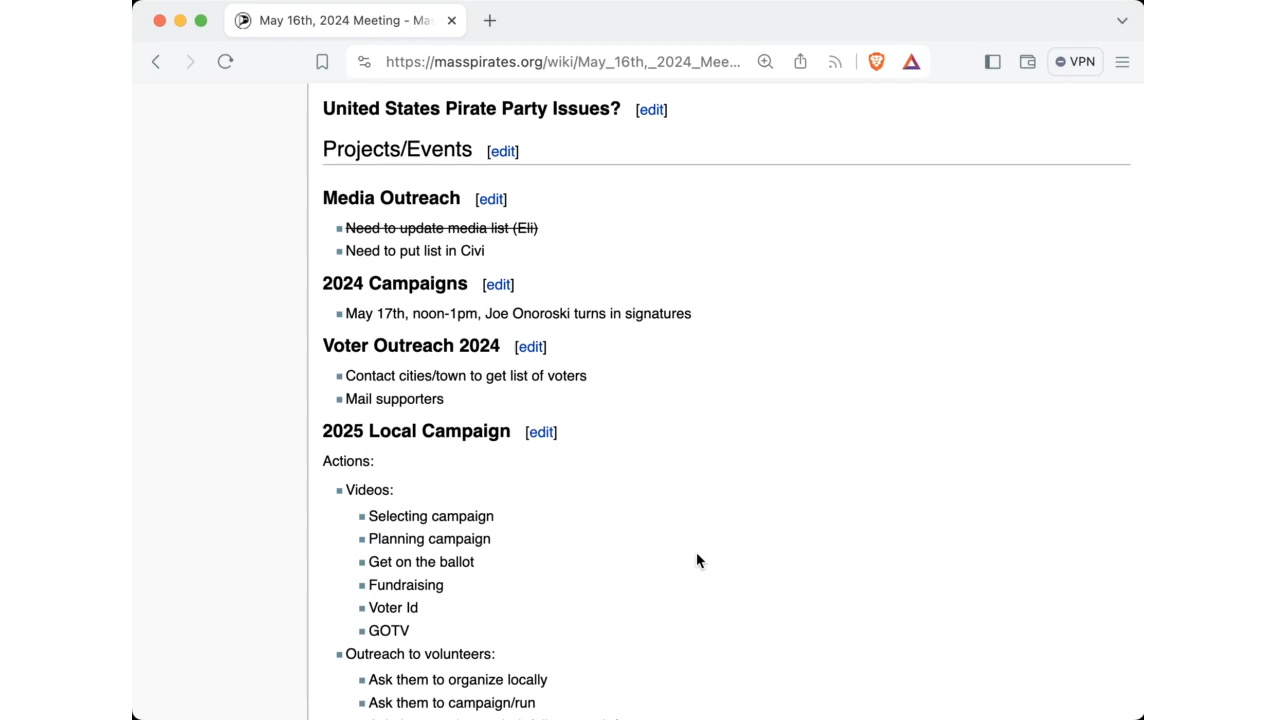 May 16th, 2024 Meeting - Mas
https://masspirates.org/wiki/May_16th,_2024_Mee...
VPN
United States Pirate Party Issues? [edit]
Projects/Events [edit]
Media Outreach [edit]
Need to update media list (Eli)
Need to put list in Civi
2024 Campaigns [edit]
May 17th, noon-1pm, Joe Onoroski turns in signatures
Voter Outreach 2024 [edit]
Contact cities/town to get list of voters
Mail supporters
2025 Local Campaign [edit]
Actions:
Videos:
Selecting campaign
Planning campaign
Get on the ballot
Fundraising
Voter Id
GOTV
Outreach to volunteers:
Ask them to organize locally
Ask them to campaign/run